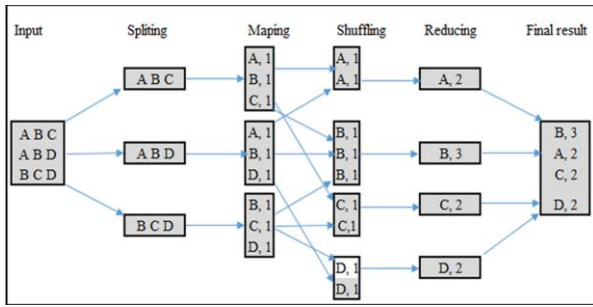 Input
Spliting
Maping
Shuffling
Reducing
Final result
A B C
A B D
B C D
A B C
A B D
B C D
A, 1
B, 1
C, 1
A, 1
B, 1
D, 1
B, 1
C, 1
D, 1
A, 1
A, 1
B, 1
B, 1
B, 1
C, 1
C,1
D, 1
D, 1
A, 2
B, 3
C, 2
D, 2
B, 3
A, 2
C, 2
D, 2